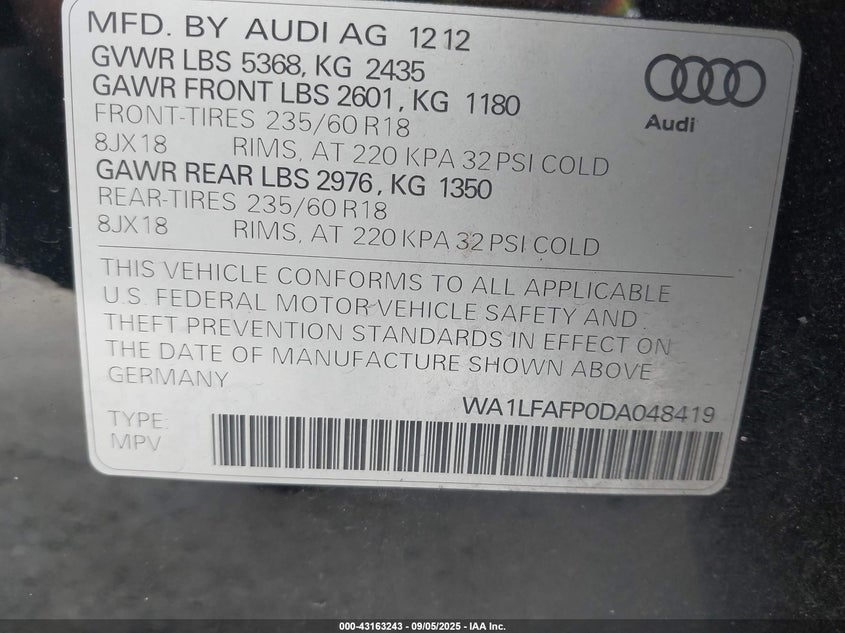 MFD. BY AUDI AG 12 12
GVWR LBS 5368, KG 2435
GAWR FRONT LBS 2601, KG 1180
FRONT-TIRES 235/60 R18
8JX18 RIMS, AT 220 KPA 32 PSI COLD
GAWR REAR LBS 2976, KG 1350
REAR-TIRES 235/60 R18
8JX18 RIMS, AT 220 KPA 32 PSI COLD
Audi
THIS VEHICLE CONFORMS TO ALL APPLICABLE
U.S. FEDERAL MOTOR VEHICLE SAFETY AND
THEFT PREVENTION STANDARDS IN EFFECT ON
THE DATE OF MANUFACTURE SHOWN ABOVE
GERMANY
WA1LFAFP0DA048419
TYPE:
MPV
000-43163243 - 09/05/2025 - IAA Inc.